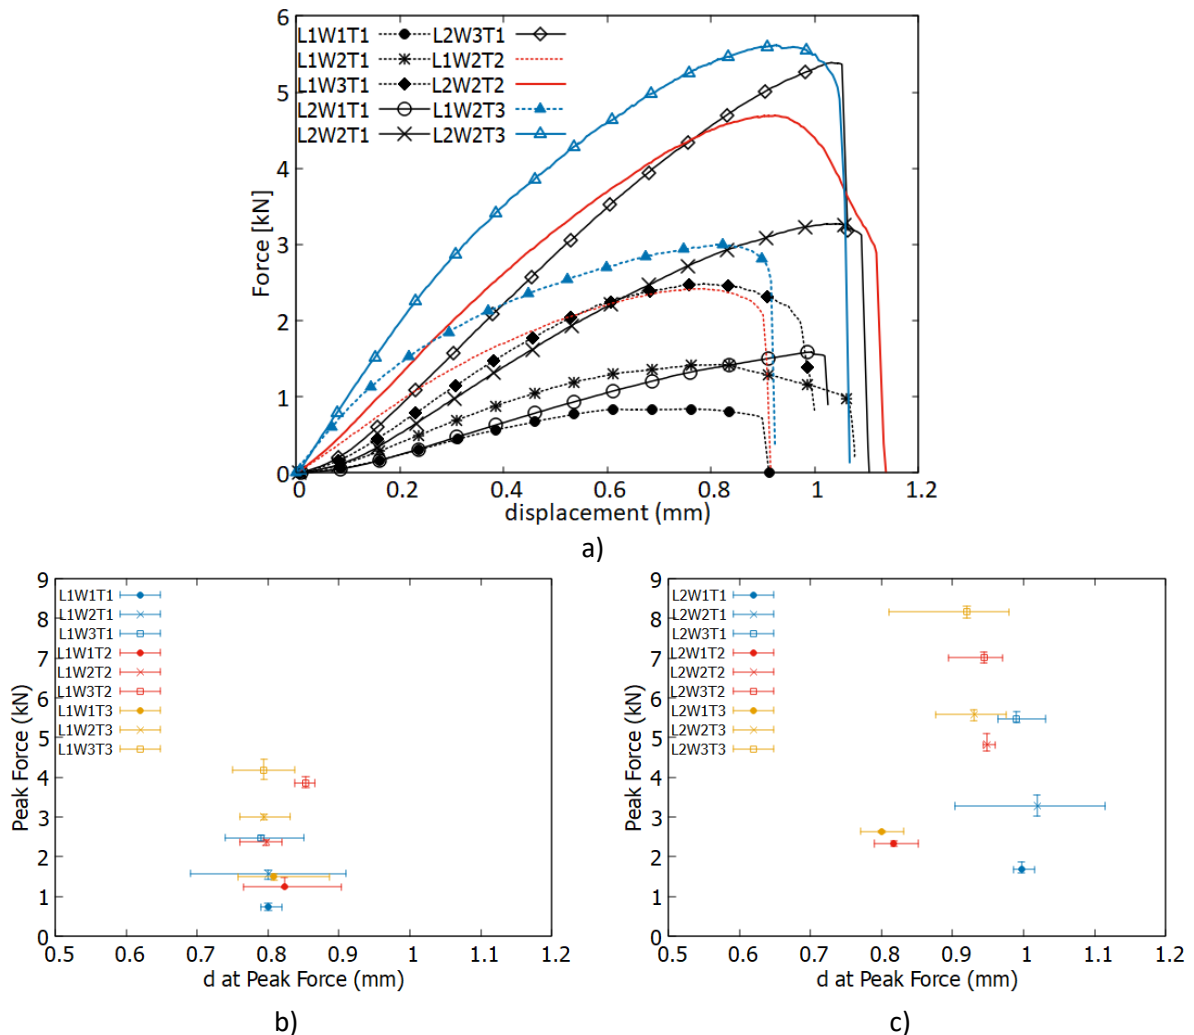 6
5
4
3
2
1
0
Force [kN]
L1W1T1 L2W3T1
L1W2T1 L1W2T2
L1W3T1 L2W2T2
L2W1T1 L1W2T3
L2W2T1 L2W2T3
0 0.2 0.4 0.6 0.8 1 1.2
displacement (mm)
a)
9
8
7
6
5
4
3
2
1
0
Peak Force (kN)
L1W1T1
L1W2T1
L1W3T1
L1W1T2
L1W2T2
L1W3T2
L1W1T3
L1W2T3
L1W3T3
0.5 0.6 0.7 0.8 0.9 1 1.1 1.2
d at Peak Force (mm)
b)
9
8
7
6
5
4
3
2
1
0
Peak Force (kN)
L2W1T1
L2W2T1
L2W3T1
L2W1T2
L2W2T2
L2W3T2
L2W1T3
L2W2T3
L2W3T3
0.5 0.6 0.7 0.8 0.9 1 1.1 1.2
d at Peak Force (mm)
c)